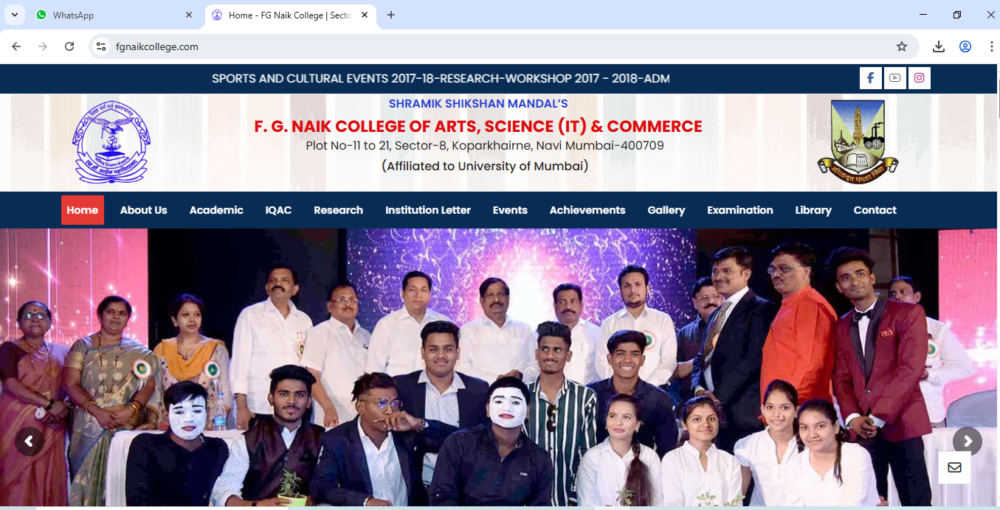 WhatsApp
Home - FG Naik College | Secto
fgnaikcollege.com
SPORTS AND CULTURAL EVENTS 2017-18-RESEARCH-WORKSHOP 2017 - 2018-ADM
SHRAMIK SHIKSHAN MANDAL'S
F. G. NAIK COLLEGE OF ARTS, SCIENCE (IT) & COMMERCE
Plot No-11 to 21, Sector-8, Koparkhairne, Navi Mumbai-400709
(Affiliated to University of Mumbai)
Home About Us Academic IQAC Research Institution Letter Events Achievements Gallery Examination Library Contact